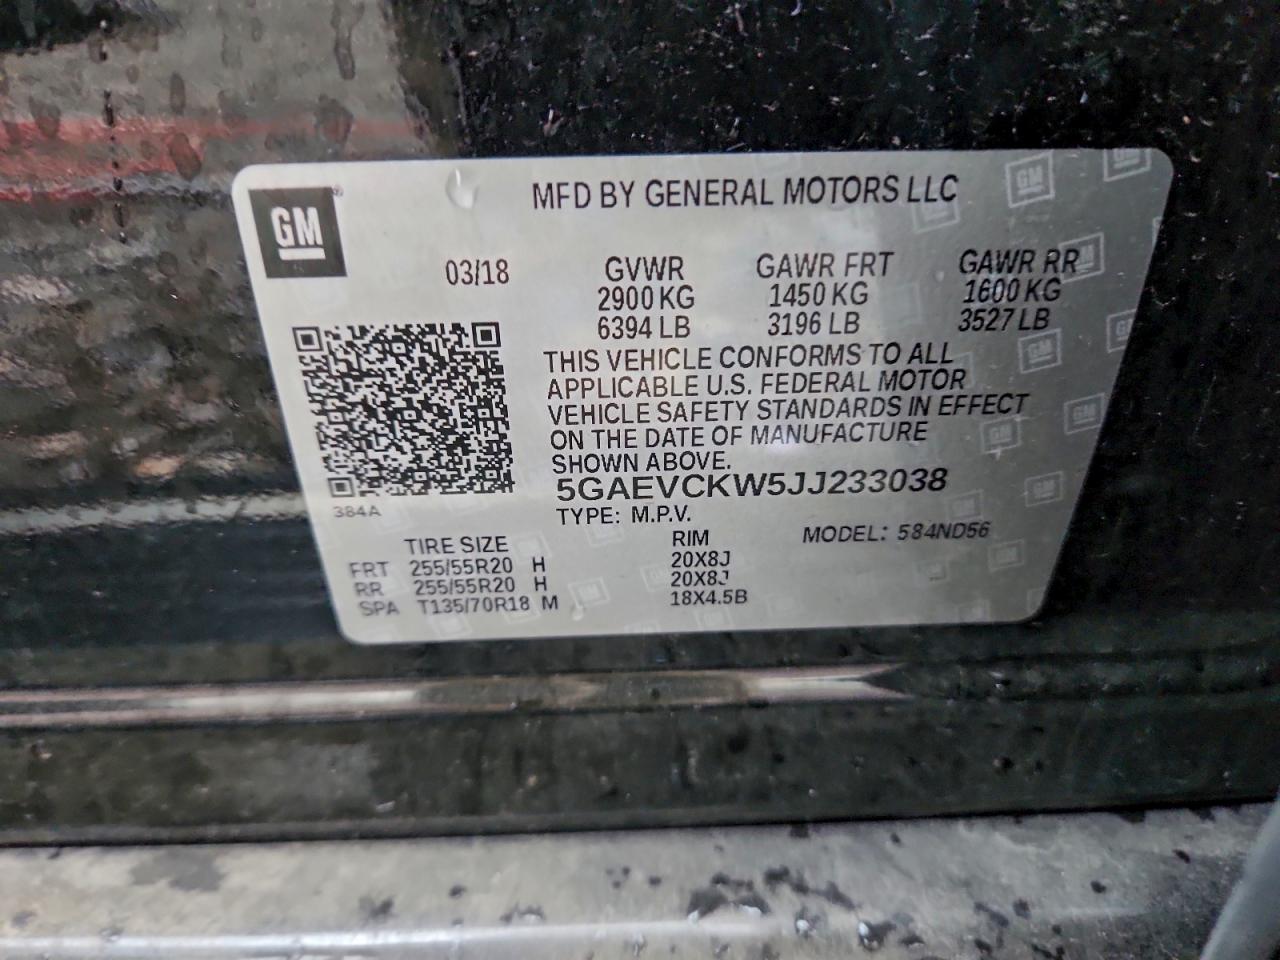 GM
MFD BY GENERAL MOTORS LLC
03/18 GVWR GAWR FRT GAWR RR
2900 KG 1450 KG 1600 KG
6394 LB 3196 LB 3527 LB
THIS VEHICLE CONFORMS TO ALL
APPLICABLE U.S. FEDERAL MOTOR
VEHICLE SAFETY STANDARDS IN EFFECT
ON THE DATE OF MANUFACTURE
SHOWN ABOVE.
5GAEVCKW5JJ233038
384A
TYPE: M.P.V.
MODEL: 584ND56
TIRE SIZE RIM
FRT 255/55R20 H 20X8J
RR 255/55R20 H 20X8J
SPA T135/70R18 M 18X4.5B